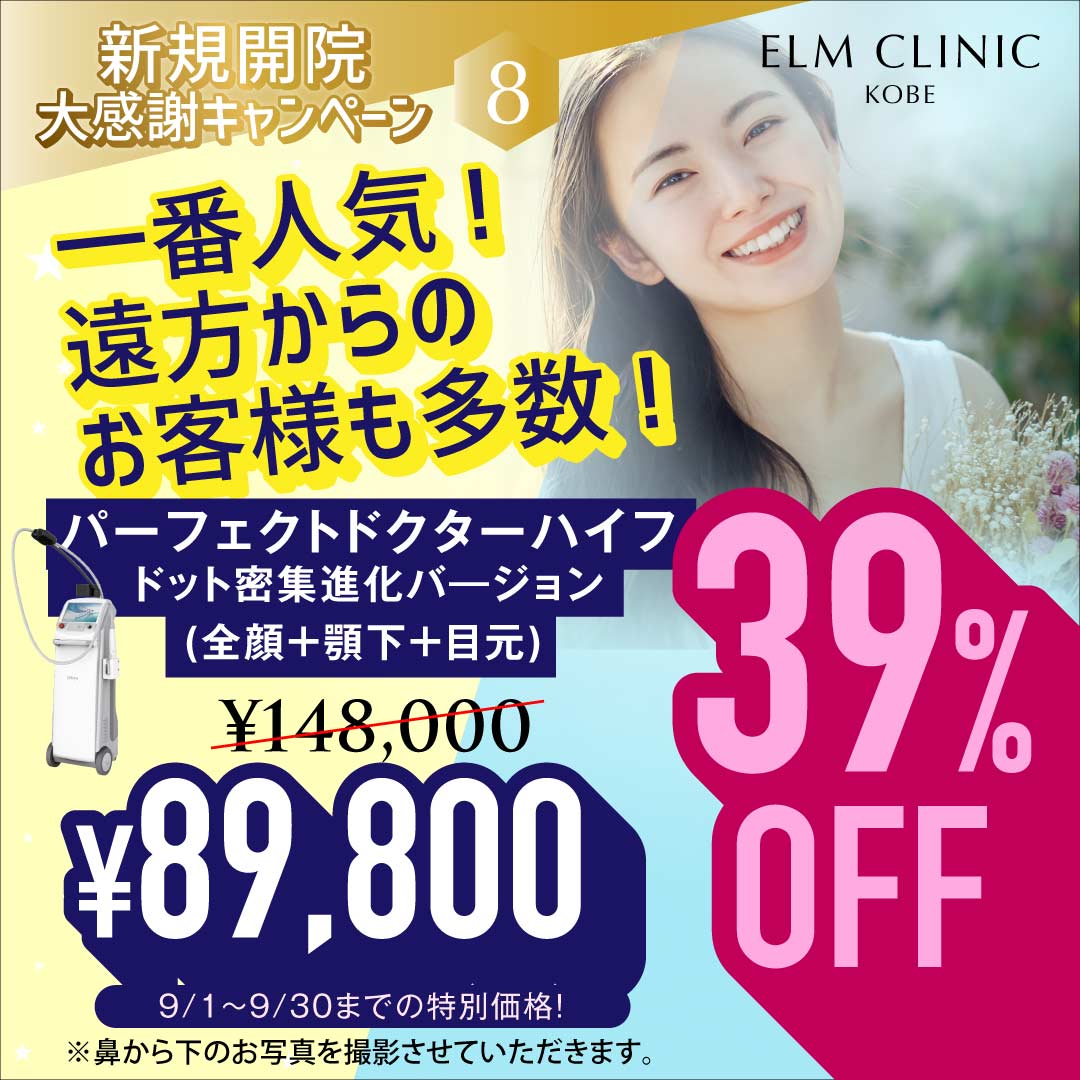 新規開院
大感謝キャンペーン
8
ELM CLINIC
KOBE
一番人気！
遠方からの
お客様も多数！
パーフェクトドクターハイフ
ドット密集進化バージョン
(全顔＋顎下＋目元)
¥148,000
¥89,800
39%
OFF
9/1〜9/30までの特別価格!
※鼻から下のお写真を撮影させていただきます。